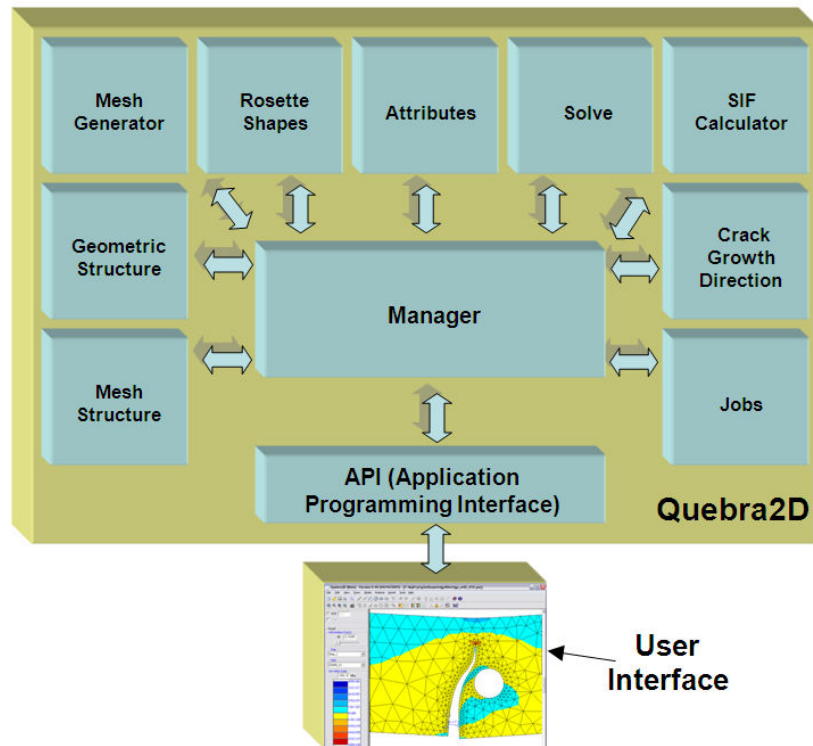 Mesh
Generator
Rosette
Shapes
Attributes
Solve
SIF
Calculator
Geometric
Structure
Manager
Crack
Growth
Direction
Mesh
Structure
Jobs
API (Application
Programming Interface)
Quebra2D
User
Interface